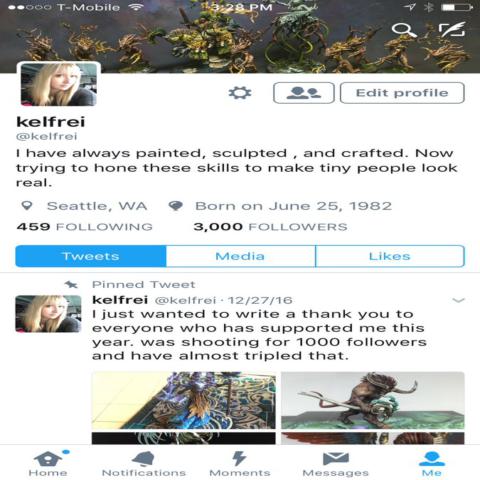 T-Mobile 3:28 PM
Edit profile
kelfrei
@kelfrei
I have always painted, sculpted , and crafted. Now
trying to hone these skills to make tiny people look
real.
Seattle, WA Born on June 25, 1982
459 FOLLOWING 3,000 FOLLOWERS
Tweets Media Likes
Pinned Tweet
kelfrei @kelfrei · 12/27/16
I just wanted to write a thank you to
everyone who has supported me this
year. was shooting for 1000 followers
and have almost tripled that.
Home Notifications Moments Messages Me